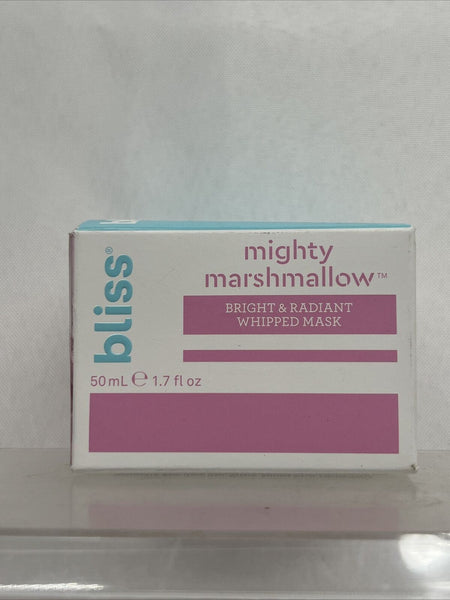 bliss®
mighty
marshmallow™
BRIGHT & RADIANT
WHIPPED MASK
50 mL ℮ 1.7 fl oz